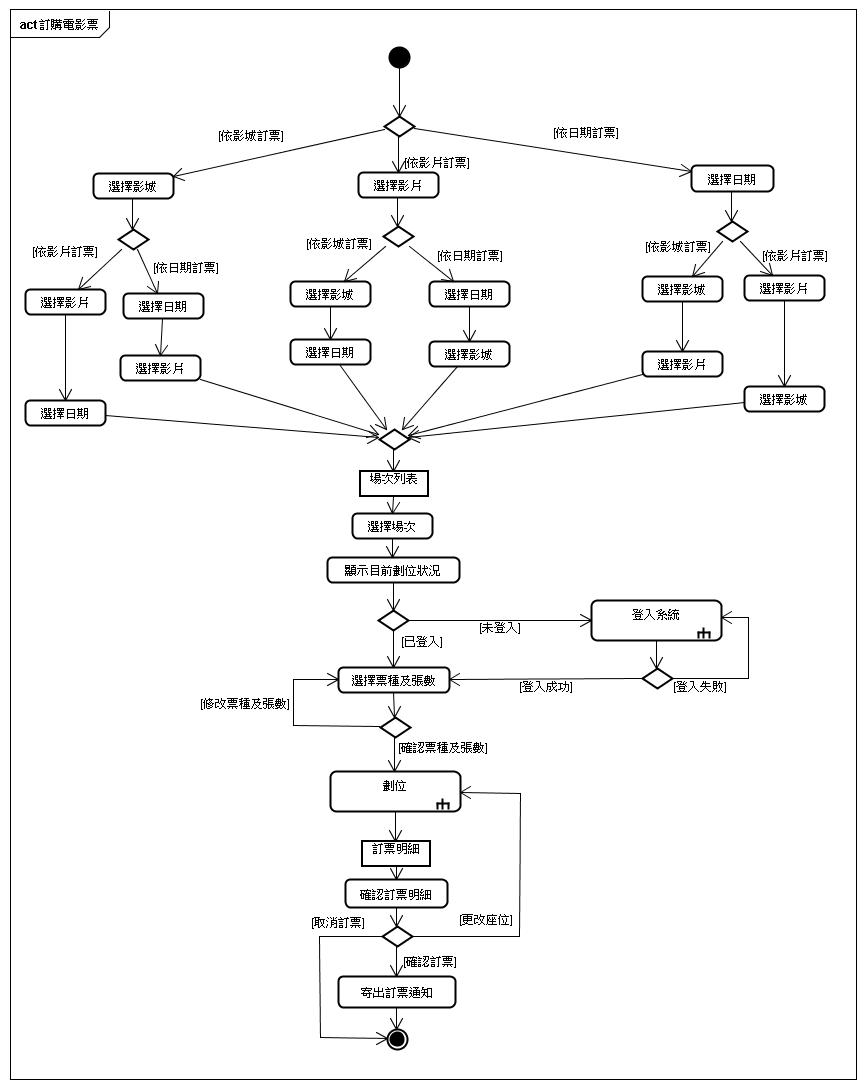 act 訂購電影票
[依影城訂票]
[依日期訂票]
[依影片訂票]
選擇影城
選擇影片
選擇日期
[依影片訂票]
[依日期訂票]
[依影城訂票]
[依日期訂票]
[依影城訂票]
[依影片訂票]
選擇影片
選擇日期
選擇影城
選擇日期
選擇影城
選擇影片
選擇影片
選擇日期
選擇影城
選擇影片
選擇日期
選擇影城
場次列表
選擇場次
顯示目前劃位狀況
登入系統
[未登入]
[已登入]
選擇票種及張數
[登入成功]
[登入失敗]
[修改票種及張數]
[確認票種及張數]
劃位
訂票明細
確認訂票明細
[取消訂票]
[更改座位]
[確認訂票]
寄出訂票通知